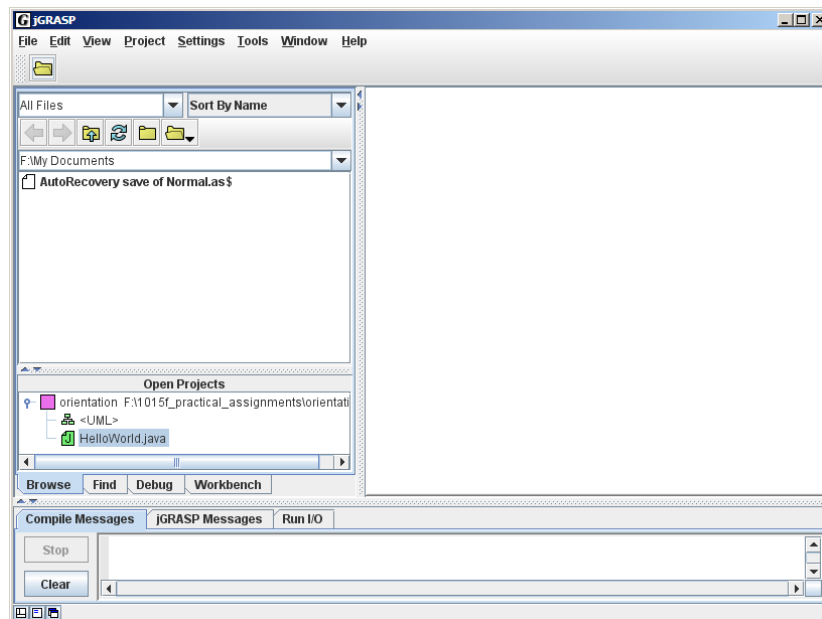 jGRASP
File Edit View Project Settings Tools Window Help
All Files Sort By Name
F:\My Documents
AutoRecovery save of Normal.as$
Open Projects
orientation F:\1015f_practical_assignments\orientati
<UML>
HelloWorld.java
Browse Find Debug Workbench
Compile Messages jGRASP Messages Run I/O
Stop
Clear